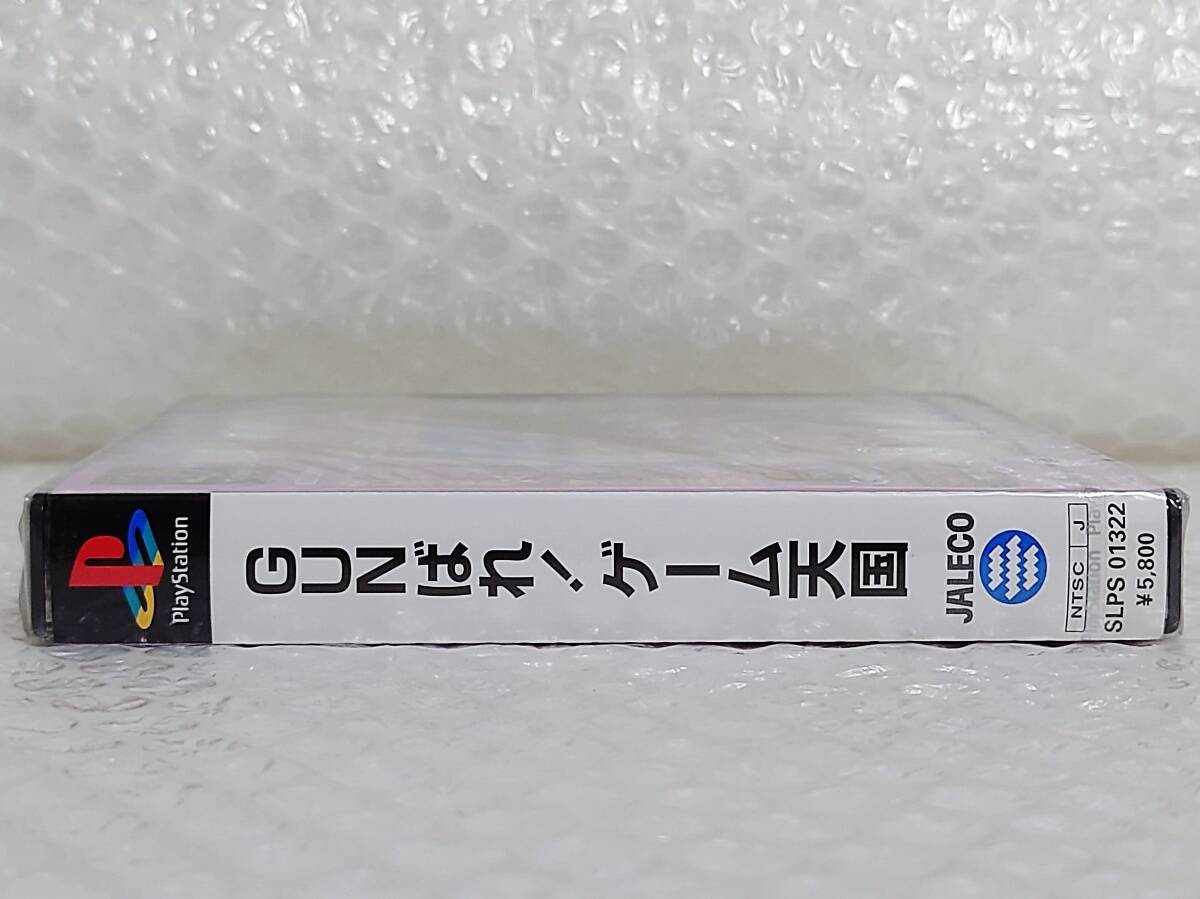 PlayStation
GUNばれ!ゲーム天国
JALECO
NTSC J
SLPS 01322
¥5,800